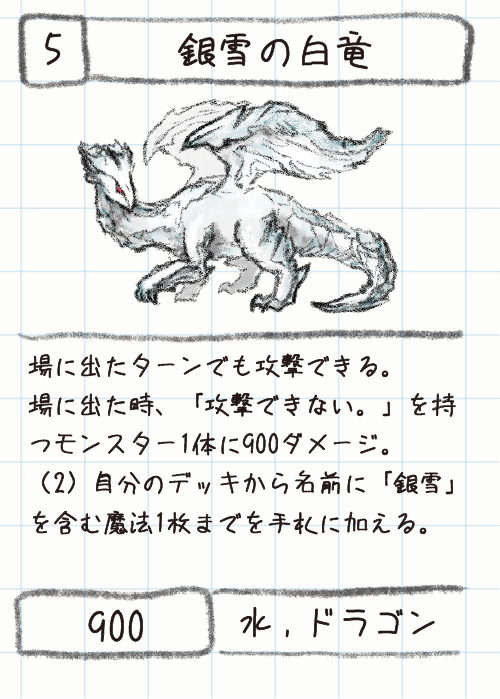 5
銀雪の白竜
場に出たターンでも攻撃できる。
場に出た時、「攻撃できない。」を持
つモンスター1体に900ダメージ。
（2）自分のデッキから名前に「銀雪」
を含む魔法1枚までを手札に加える。
900
水，ドラゴン